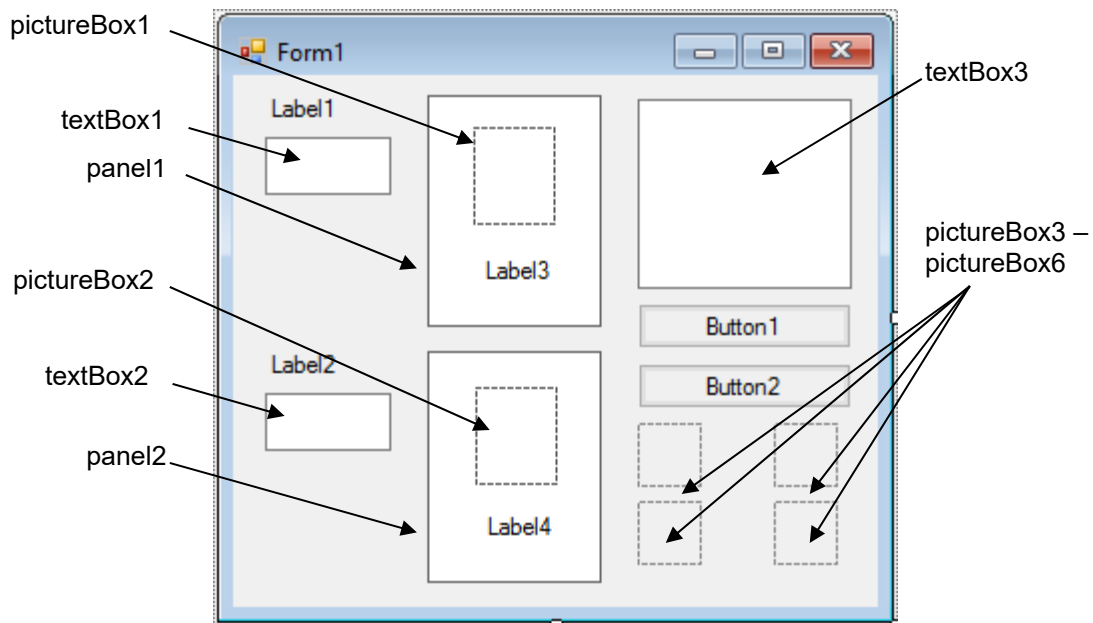 pictureBox1
Form1
textBox3
Label1
textBox1
panel1
pictureBox3 –
pictureBox6
Label3
pictureBox2
Button1
Label2
textBox2
Button2
panel2
Label4